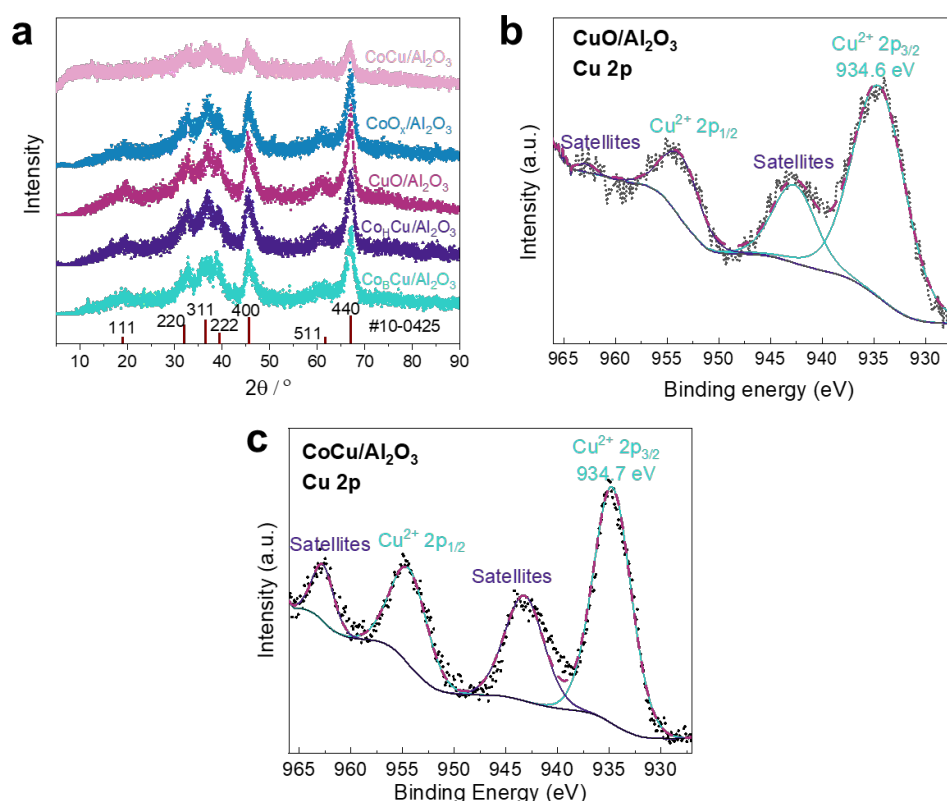 a
CoCu/Al₂O₃
CoOₓ/Al₂O₃
CuO/Al₂O₃
Co_HCu/Al₂O₃
Co_BCu/Al₂O₃
Intensity
111
220
311
222
400
511
440
#10-0425
10 20 30 40 50 60 70 80 90
2θ / °
b
CuO/Al₂O₃
Cu 2p
Cu²⁺ 2p₃/₂
934.6 eV
Cu²⁺ 2p₁/₂
Satellites
Satellites
Intensity (a.u.)
965 960 955 950 945 940 935 930
Binding energy (eV)
c
CoCu/Al₂O₃
Cu 2p
Cu²⁺ 2p₃/₂
934.7 eV
Satellites
Cu²⁺ 2p₁/₂
Satellites
Intensity (a.u.)
965 960 955 950 945 940 935 930
Binding Energy (eV)